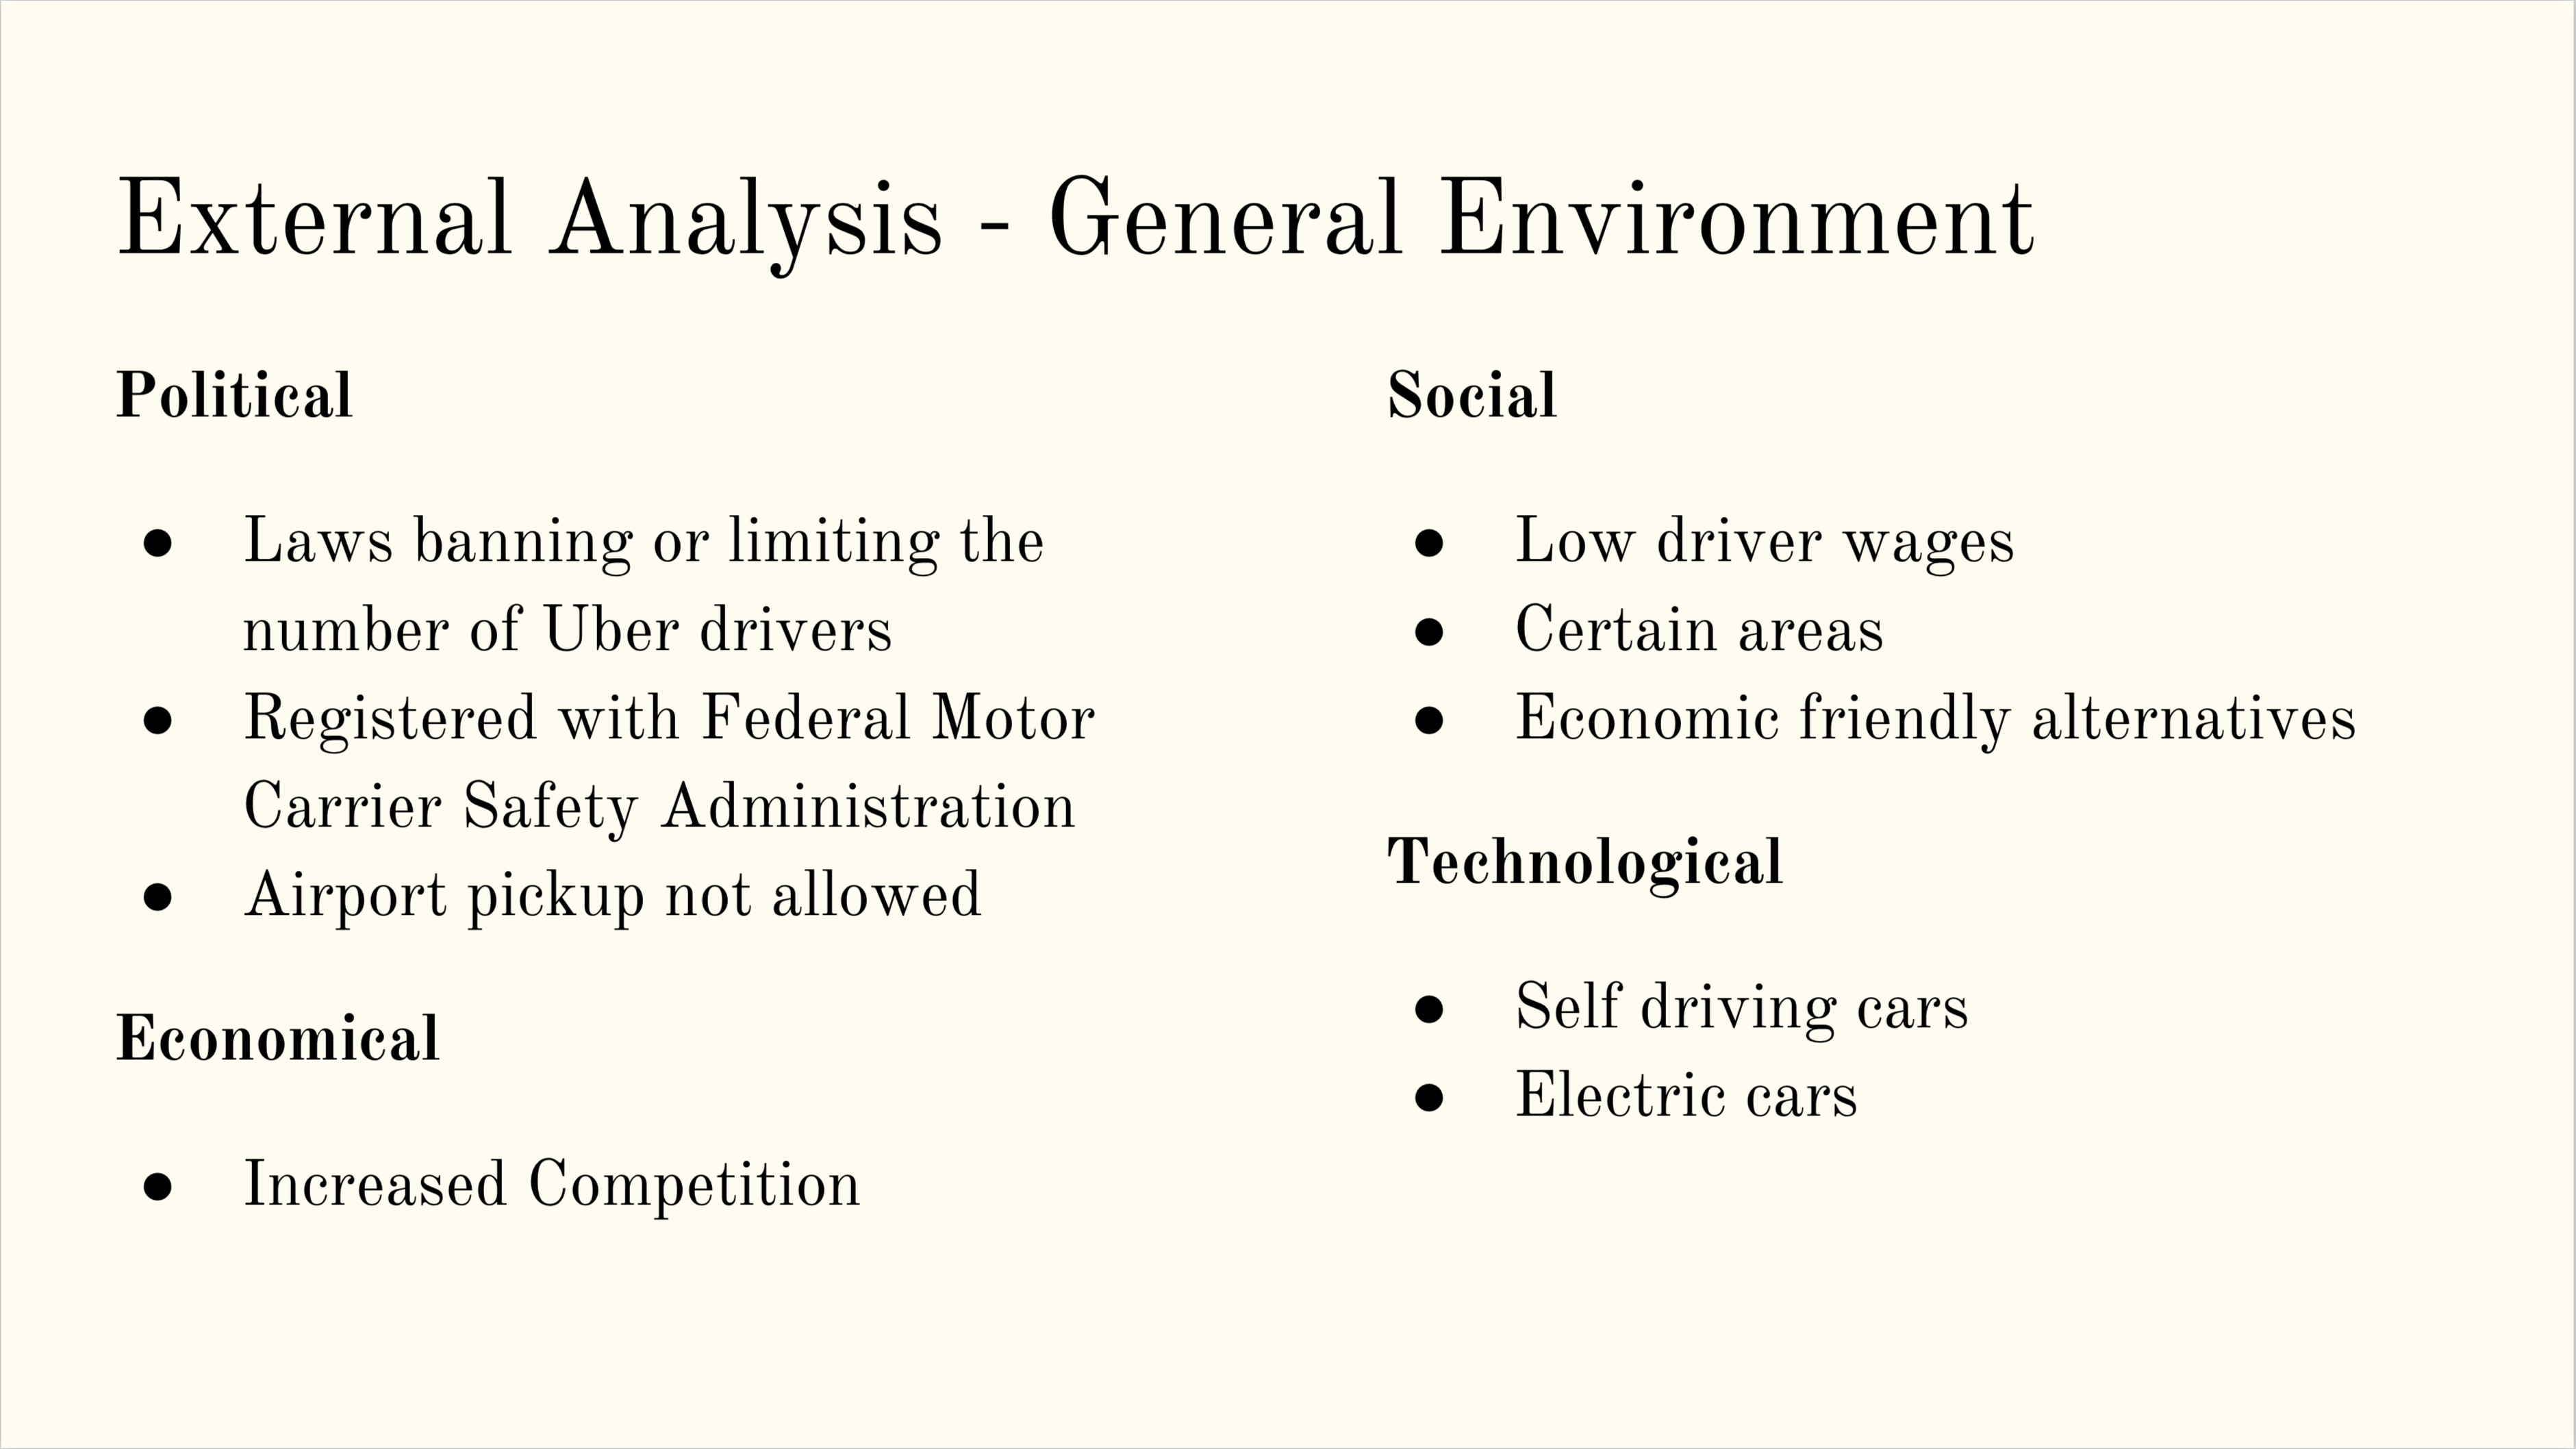 External Analysis - General Environment
Political
● Laws banning or limiting the
number of Uber drivers
● Registered with Federal Motor
Carrier Safety Administration
● Airport pickup not allowed
Economical
● Increased Competition
Social
● Low driver wages
● Certain areas
● Economic friendly alternatives
Technological
● Self driving cars
● Electric cars